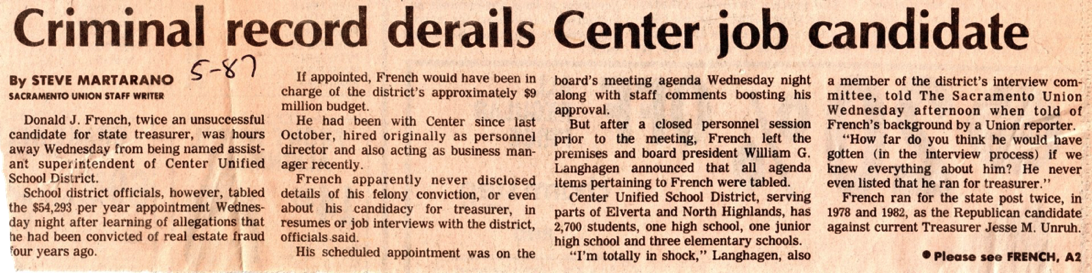 Criminal record derails Center job candidate
By STEVE MARTARANO
5-87
SACRAMENTO UNION STAFF WRITER
Donald J. French, twice an unsuccessful
candidate for state treasurer, was hours
away Wednesday from being named assist-
ant superintendent of Center Unified
School District.
School district officials, however, tabled
the $54,293 per year appointment Wednes-
day night after learning of allegations that
he had been convicted of real estate fraud
four years ago.
If appointed, French would have been in
charge of the district's approximately $9
million budget.
He had been with Center since last
October, hired originally as personnel
director and also acting as business man-
ager recently.
French apparently never disclosed
details of his felony conviction, or even
about his candidacy for treasurer, in
resumes or job interviews with the district,
officials said.
His scheduled appointment was on the
board's meeting agenda Wednesday night
along with staff comments boosting his
approval.
But after a closed personnel session
prior to the meeting, French left the
premises and board president William G.
Langhagen announced that all agenda
items pertaining to French were tabled.
Center Unified School District, serving
parts of Elverta and North Highlands, has
2,700 students, one high school, one junior
high school and three elementary schools.
"I'm totally in shock," Langhagen, also
a member of the district's interview com-
mittee, told The Sacramento Union
Wednesday afternoon when told of
French's background by a Union reporter.
"How far do you think he would have
gotten (in the interview process) if we
knew everything about him? He never
even listed that he ran for treasurer."
French ran for the state post twice, in
1978 and 1982, as the Republican candidate
against current Treasurer Jesse M. Unruh.
● Please see FRENCH, A2